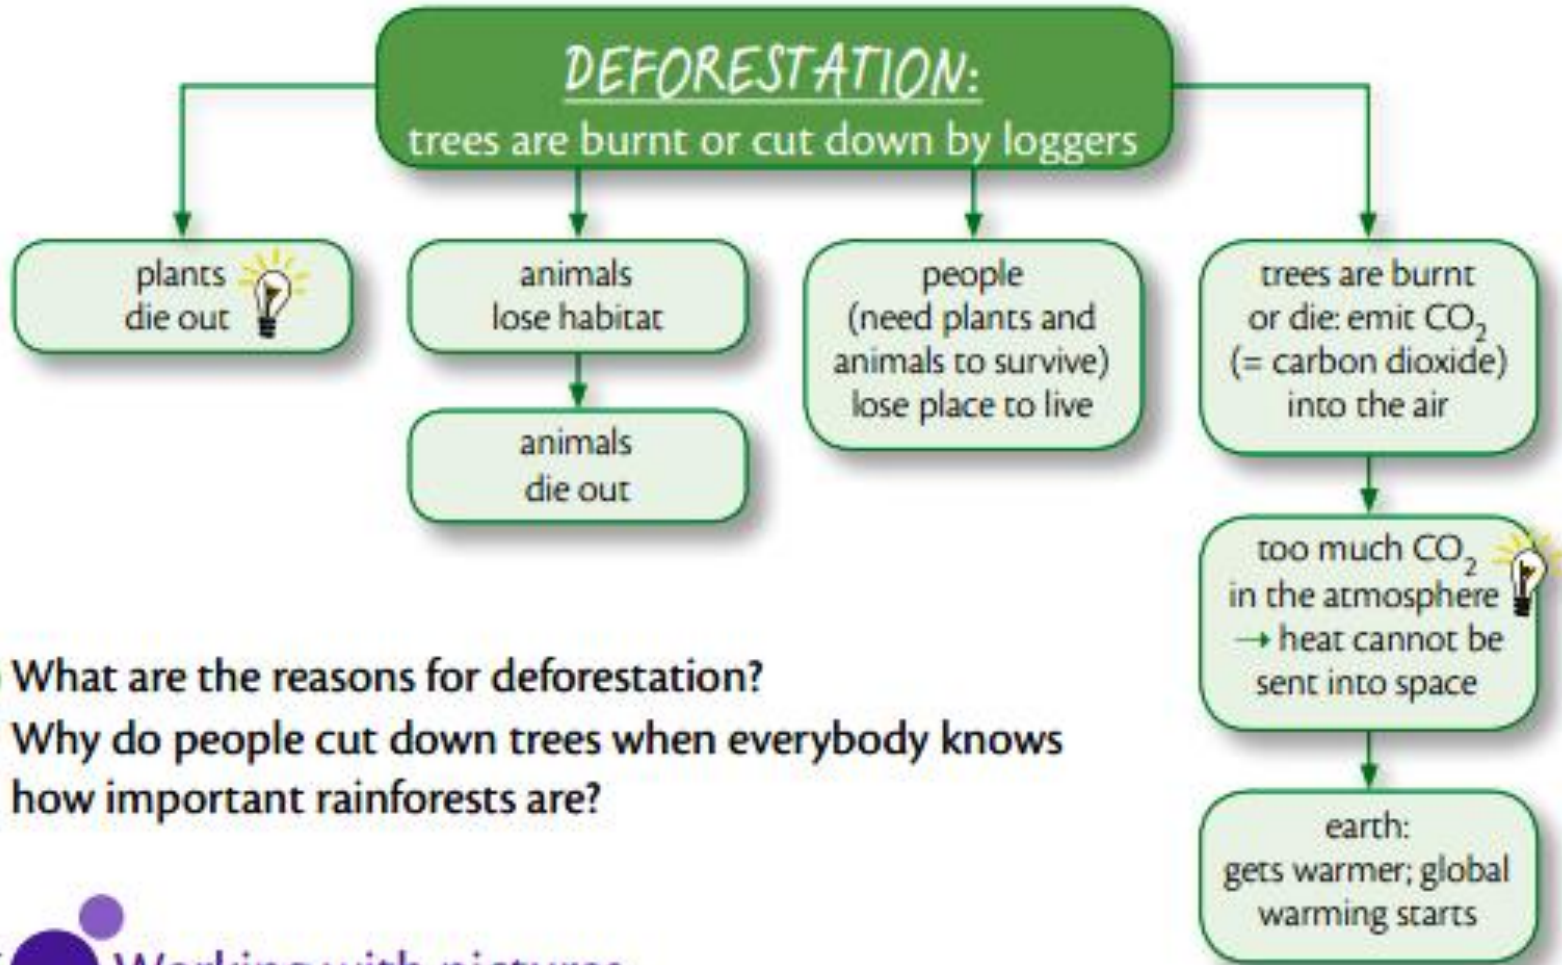 DEFORESTATION:
trees are burnt or cut down by loggers
plants
die out
animals
lose habitat
animals
die out
people
(need plants and
animals to survive)
lose place to live
trees are burnt
or die: emit CO₂
(= carbon dioxide)
into the air
too much CO₂
in the atmosphere
→ heat cannot be
sent into space
earth:
gets warmer; global
warming starts
What are the reasons for deforestation?
Why do people cut down trees when everybody knows
how important rainforests are?
Working with pictures